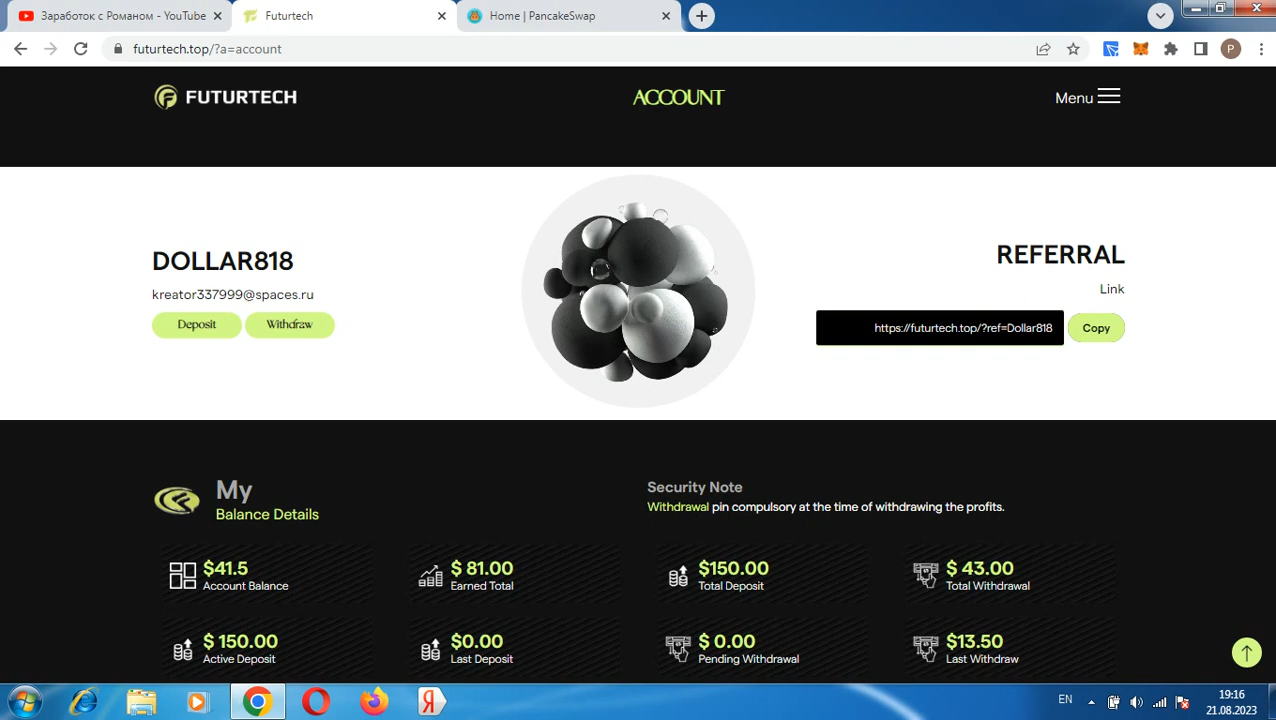 Заработок с Романом - YouTube
Futurtech
Home | PancakeSwap
futurtech.top/?a=account
P
FUTURTECH
ACCOUNT
Menu
DOLLAR818
kreator337999@spaces.ru
Deposit
Withdraw
REFERRAL
Link
https://futurtech.top/?ref=Dollar818
Copy
My
Balance Details
Security Note
Withdrawal pin compulsory at the time of withdrawing the profits.
$41.5
Account Balance
$ 81.00
Earned Total
$150.00
Total Deposit
$ 43.00
Total Withdrawal
$ 150.00
Active Deposit
$0.00
Last Deposit
$ 0.00
Pending Withdrawal
$13.50
Last Withdraw
EN
19:16
21.08.2023